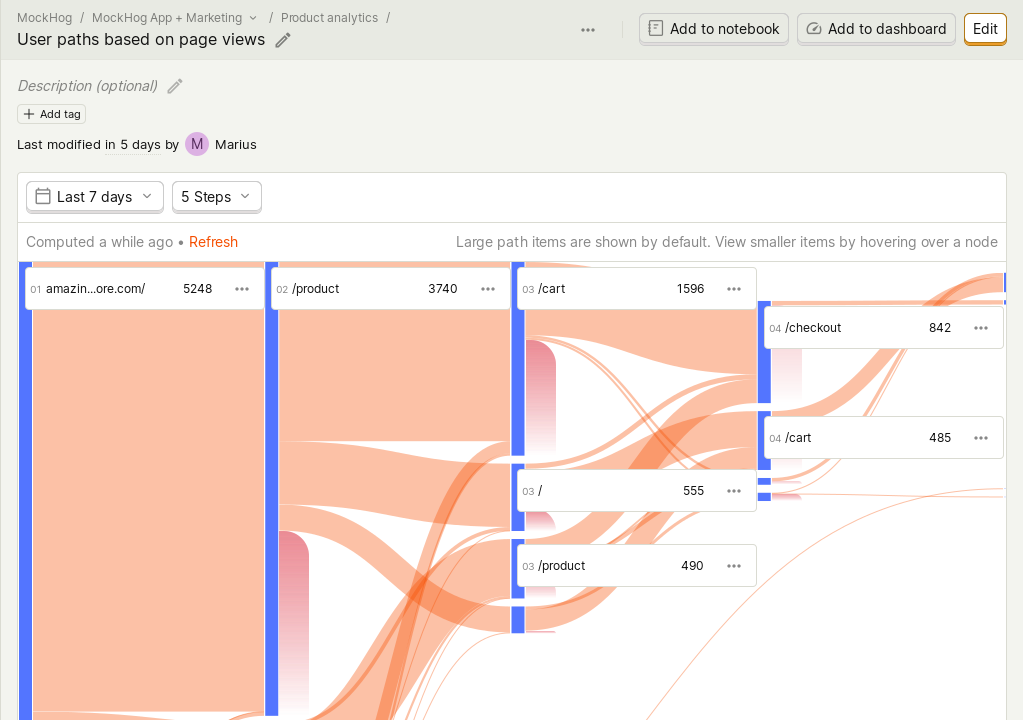 MockHog / MockHog App + Marketing / Product analytics /
User paths based on page views
Add to notebook
Add to dashboard
Edit
Description (optional)
Add tag
Last modified in 5 days by M Marius
Last 7 days
5 Steps
Computed a while ago • Refresh
Large path items are shown by default. View smaller items by hovering over a node
01 amazin...ore.com/ 5248
02 /product 3740
03 /cart 1596
04 /checkout 842
04 /cart 485
03 / 555
03 /product 490